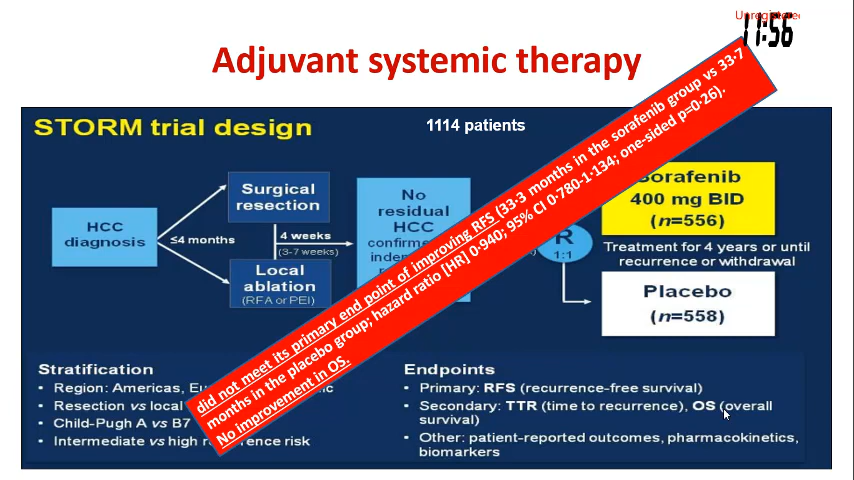 Unregistered
11:56
Adjuvant systemic therapy
STORM trial design
1114 patients
HCC
diagnosis
≤4 months
Surgical
resection
4 weeks
(3-7 weeks)
Local
ablation
(RFA or PEI)
No
residual
HCC
R
1:1
Sorafenib
400 mg BID
(n=556)
Treatment for 4 years or until
recurrence or withdrawal
Placebo
(n=558)
did not meet its primary end point of improving RFS (33·3 months in the sorafenib group vs 33·7
months in the placebo group; hazard ratio [HR] 0·940; 95% CI 0·780-1·134; one-sided p=0·26).
No improvement in OS.
Stratification
• Region: Americas,
• Resection vs local
• Child-Pugh A vs B7
• Intermediate vs high risk
Endpoints
• Primary: RFS (recurrence-free survival)
• Secondary: TTR (time to recurrence), OS (overall
survival)
• Other: patient-reported outcomes, pharmacokinetics,
biomarkers